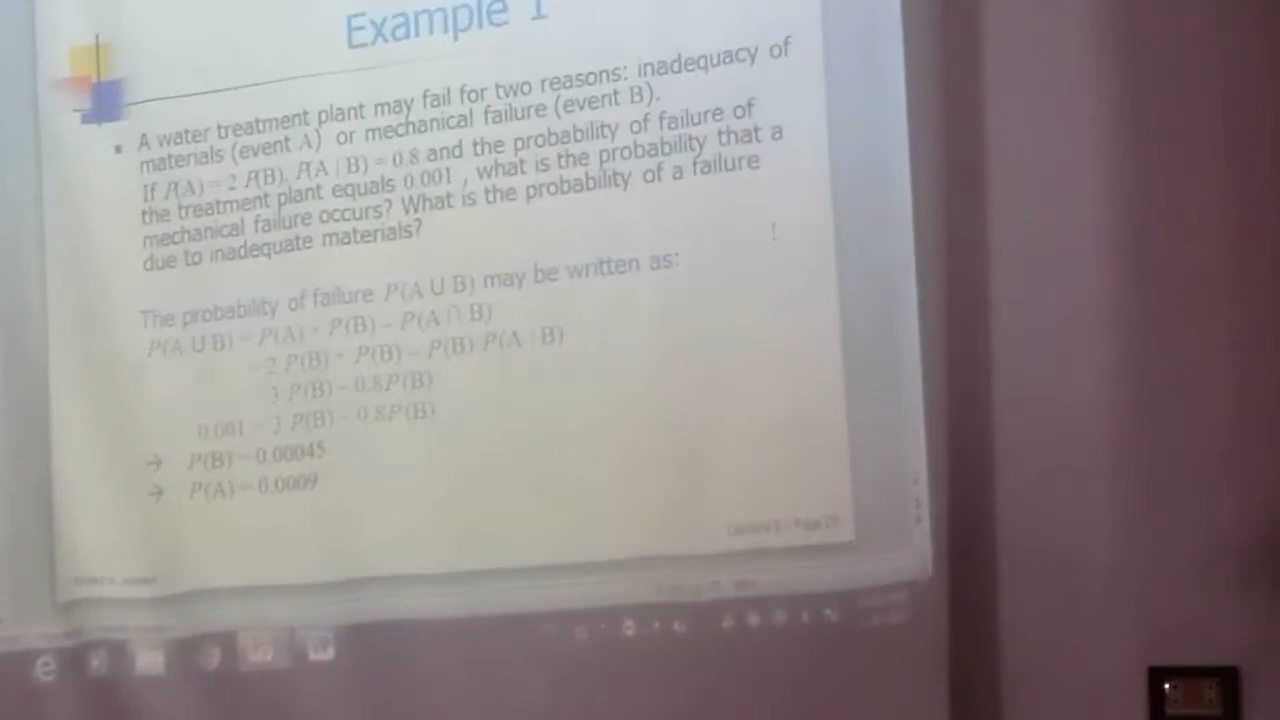 Example 1
A water treatment plant may fail for two reasons: inadequacy of
materials (event A) or mechanical failure (event B).
If P(A) = 2 P(B), P(A | B) = 0.8 and the probability of failure of
the treatment plant equals 0.001 , what is the probability that a
mechanical failure occurs? What is the probability of a failure
due to inadequate materials?
The probability of failure P(A U B) may be written as:
P(A U B) = P(A) + P(B) – P(A ∩ B)
= 2 P(B) + P(B) – P(B) P(A | B)
3 P(B) – 0.8P(B)
0.001 = 3 P(B) – 0.8P(B)
→ P(B) = 0.00045
→ P(A) = 0.0009